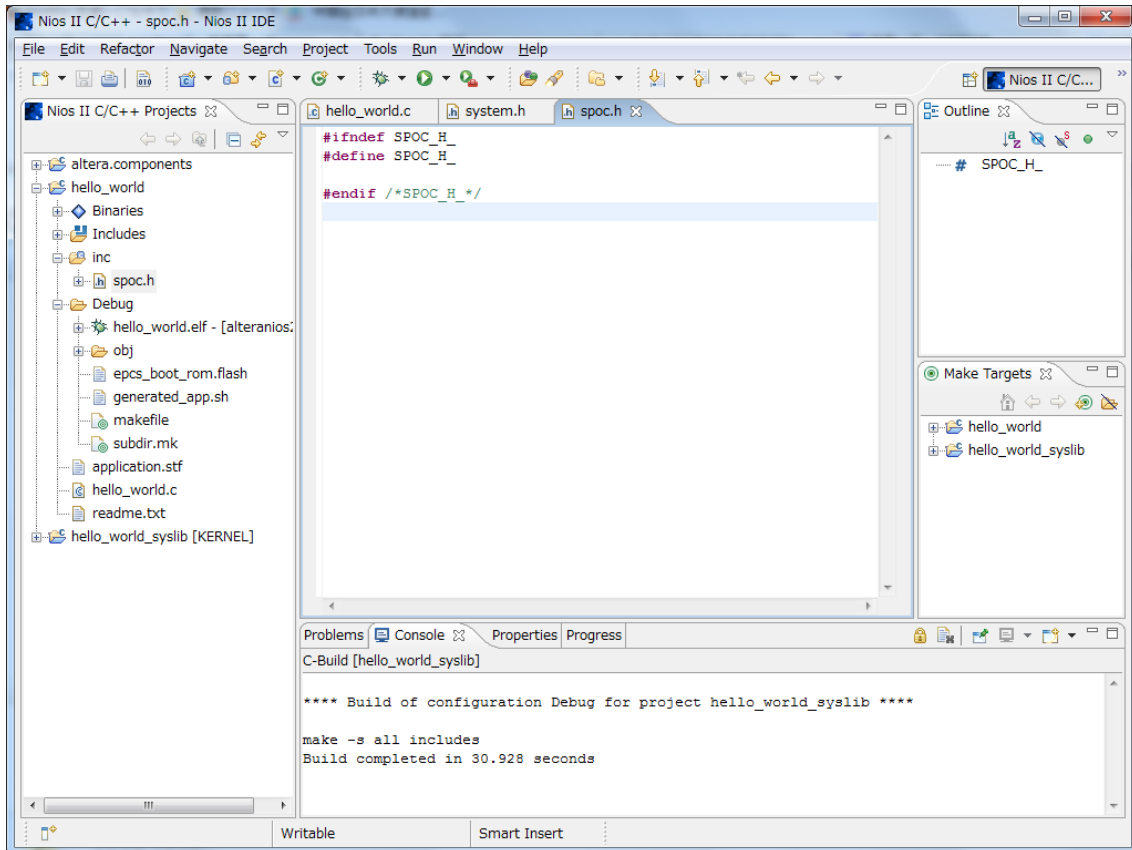 Nios II C/C++ - spoc.h - Nios II IDE
File Edit Refactor Navigate Search Project Tools Run Window Help
Nios II C/C...
Nios II C/C++ Projects
altera.components
hello_world
Binaries
Includes
inc
spoc.h
Debug
hello_world.elf - [alteranios2
obj
epcs_boot_rom.flash
generated_app.sh
makefile
subdir.mk
application.stf
hello_world.c
readme.txt
hello_world_syslib [KERNEL]
hello_world.c system.h spoc.h
#ifndef SPOC_H_
#define SPOC_H_
#endif /*SPOC_H_*/
Outline
# SPOC_H_
Make Targets
hello_world
hello_world_syslib
Problems Console Properties Progress
C-Build [hello_world_syslib]
**** Build of configuration Debug for project hello_world_syslib ****
make -s all includes
Build completed in 30.928 seconds
Writable Smart Insert